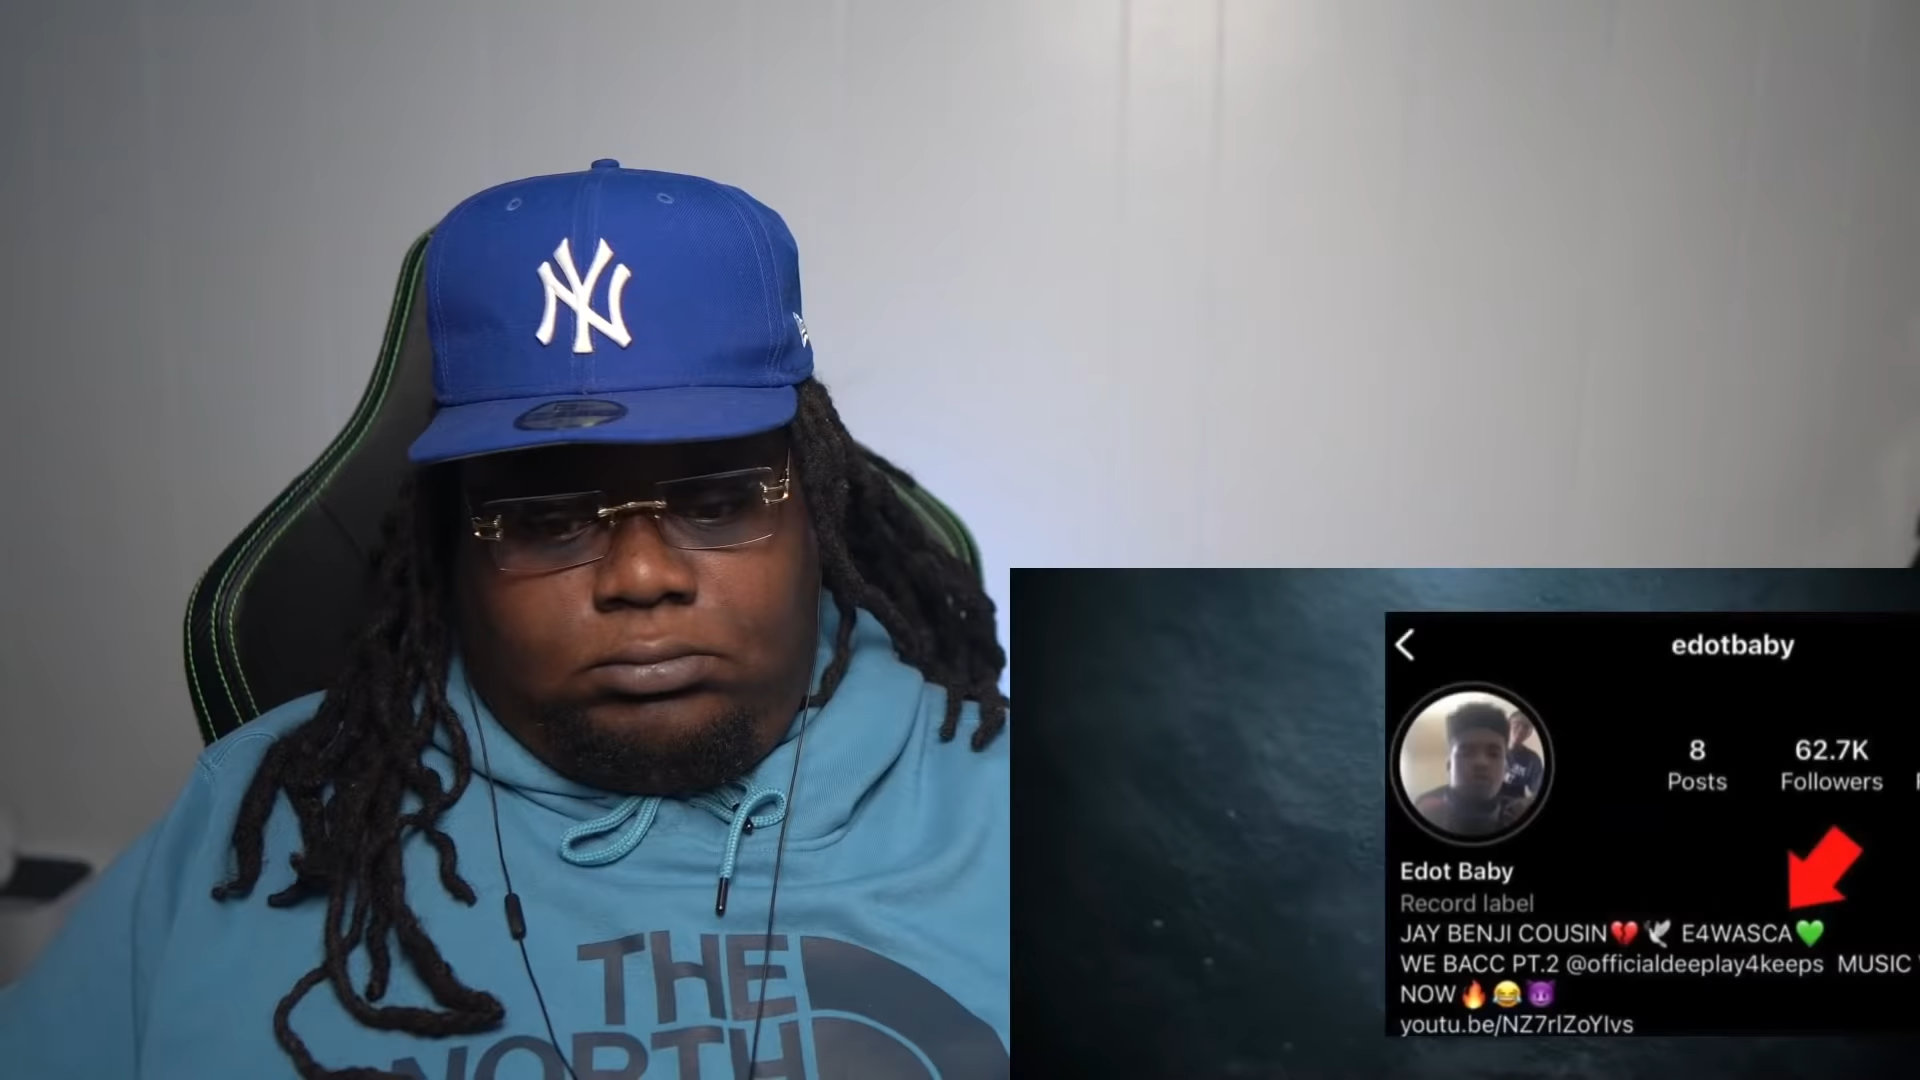 NY
THE
NORTH
edotbaby
8
62.7K
Posts
Followers
Edot Baby
Record label
JAY BENJI COUSIN💔🕊 E4WASCA💚
WE BACC PT.2 @officialdeeplay4keeps MUSIC
NOW🔥😂😈
youtu.be/NZ7rlZoYlvs